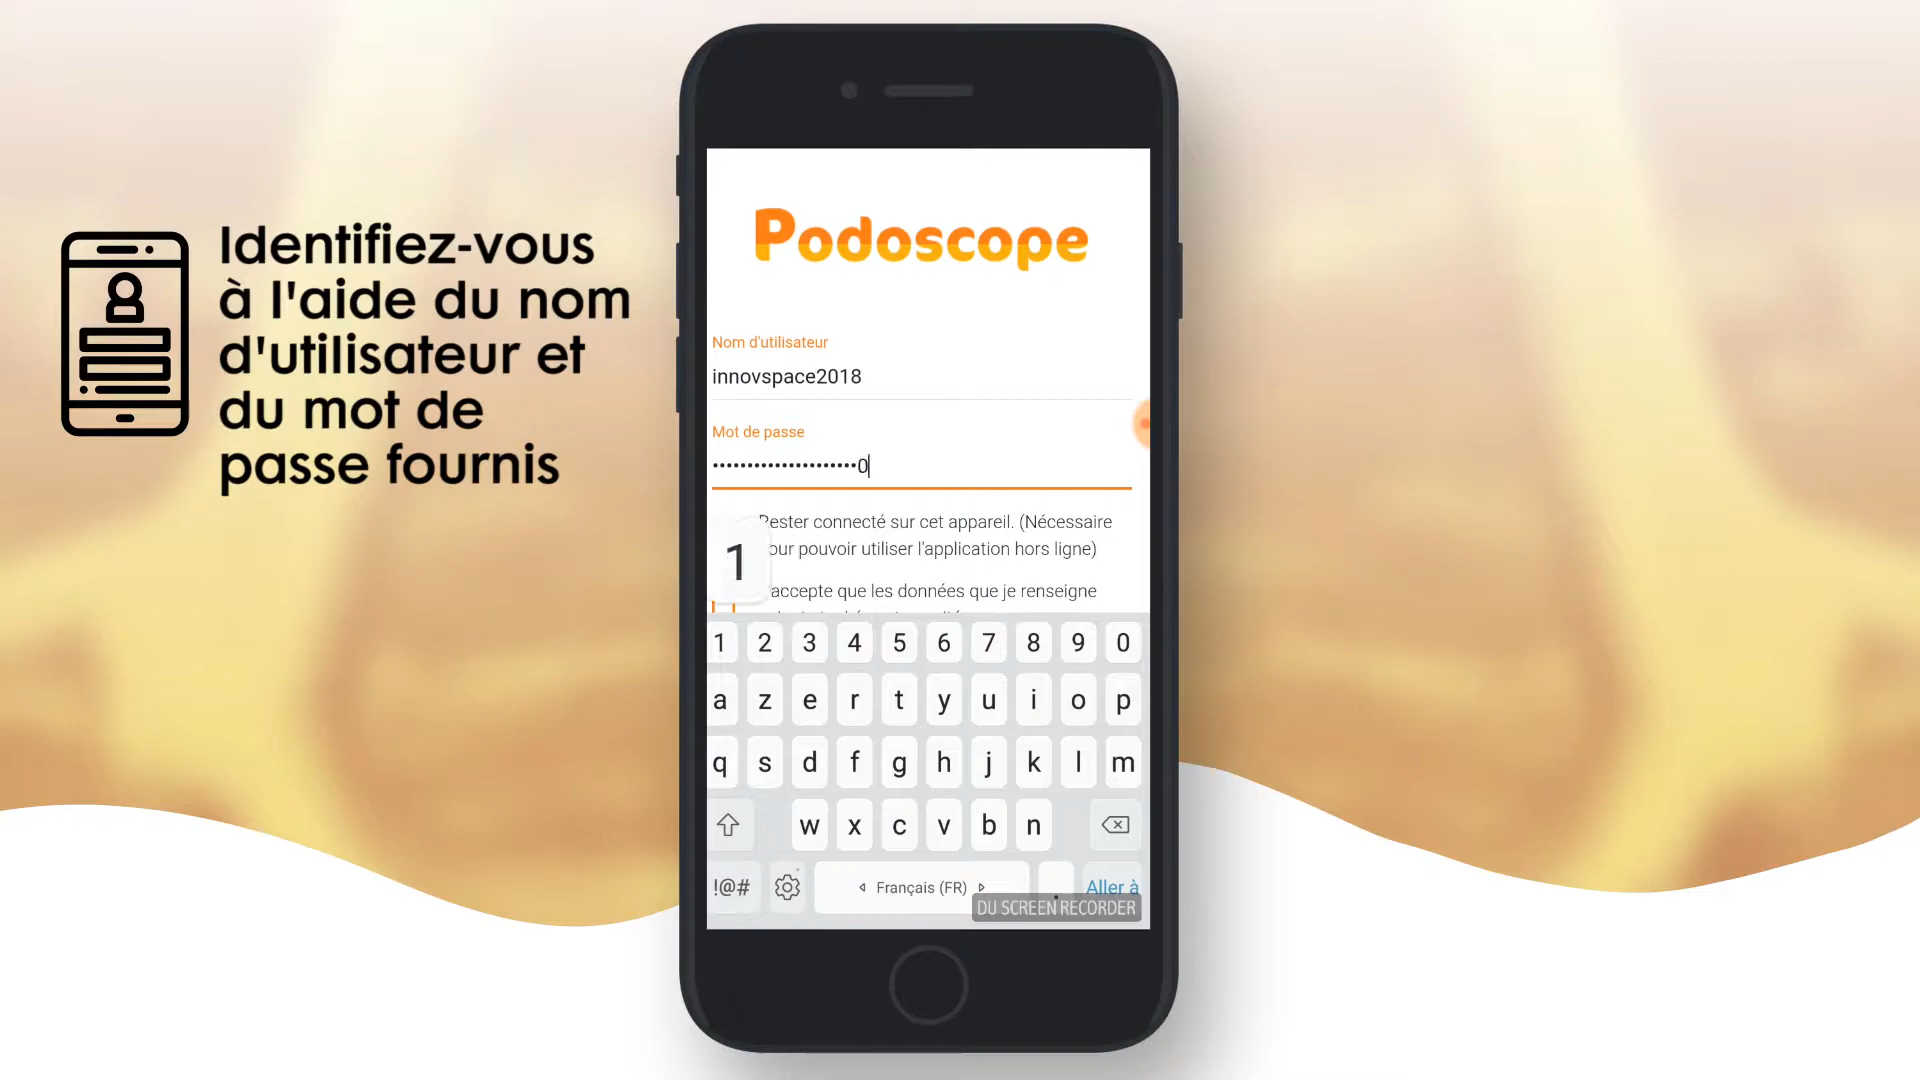 Identifiez-vous
à l'aide du nom
d'utilisateur et
du mot de
passe fournis
Podoscope
Nom d'utilisateur
innovspace2018
Mot de passe
•••••••••••••••••••••0
Rester connecté sur cet appareil. (Nécessaire
our pouvoir utiliser l'application hors ligne)
accepte que les données que je renseigne
1
1 2 3 4 5 6 7 8 9 0
a z e r t y u i o p
q s d f g h j k l m
w x c v b n
!@# Français (FR) . Aller à
DU SCREEN RECORDER